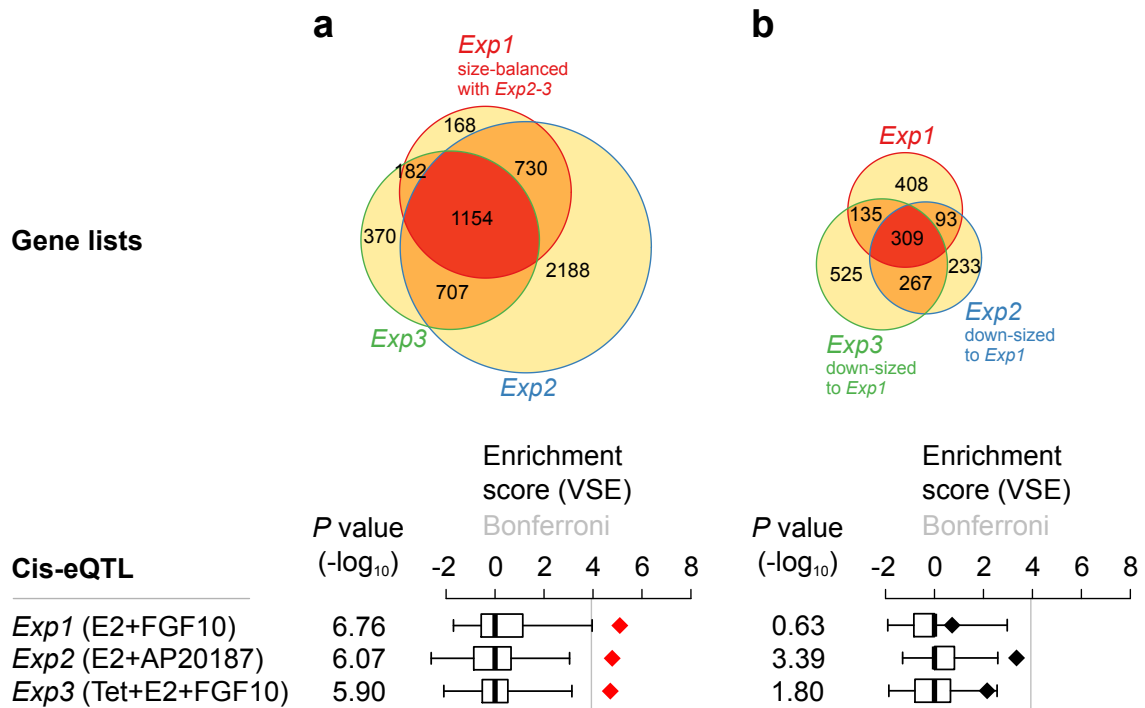 a
b
Exp1
size-balanced
with Exp2-3
168
182
730
1154
370
2188
707
Exp3
Exp2
Exp1
408
135
93
309
525
267
233
Exp2
down-sized
to Exp1
Exp3
down-sized
to Exp1
Gene lists
Enrichment
score (VSE)
Bonferroni
P value
(-log₁₀)
-2 0 2 4 6 8
Enrichment
score (VSE)
Bonferroni
P value
(-log₁₀)
-2 0 2 4 6 8
Cis-eQTL
Exp1 (E2+FGF10) 6.76 0.63
Exp2 (E2+AP20187) 6.07 3.39
Exp3 (Tet+E2+FGF10) 5.90 1.80